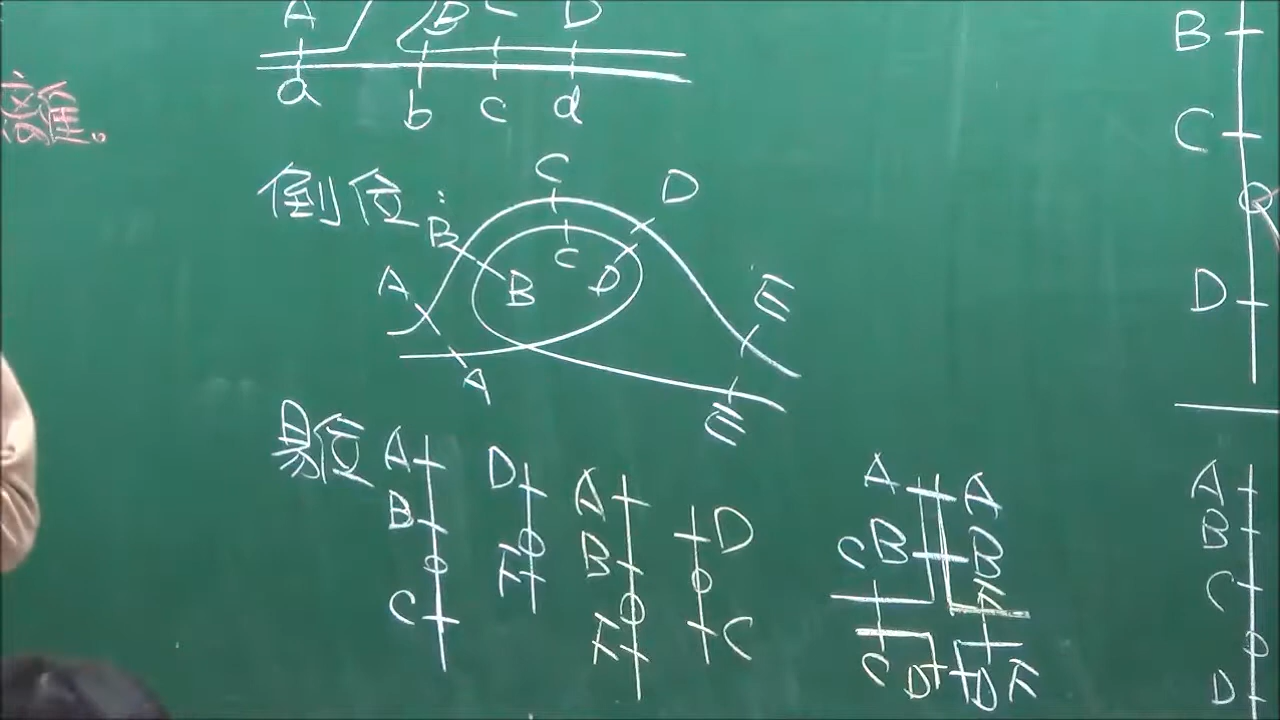 A B C D
a b c d
倒位
B C D
A B C D E
A E
易位
A D A D
B F B C
C F
A A
C B B
F
C D D F
B
C
D
A
B
C
D